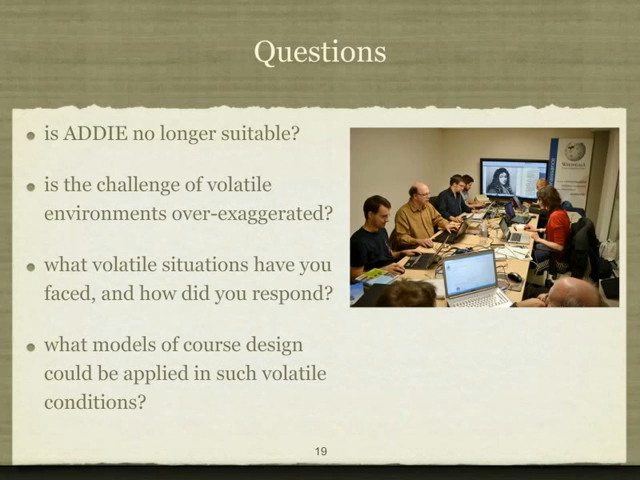 Questions
is ADDIE no longer suitable?
is the challenge of volatile
environments over-exaggerated?
what volatile situations have you
faced, and how did you respond?
what models of course design
could be applied in such volatile
conditions?
19